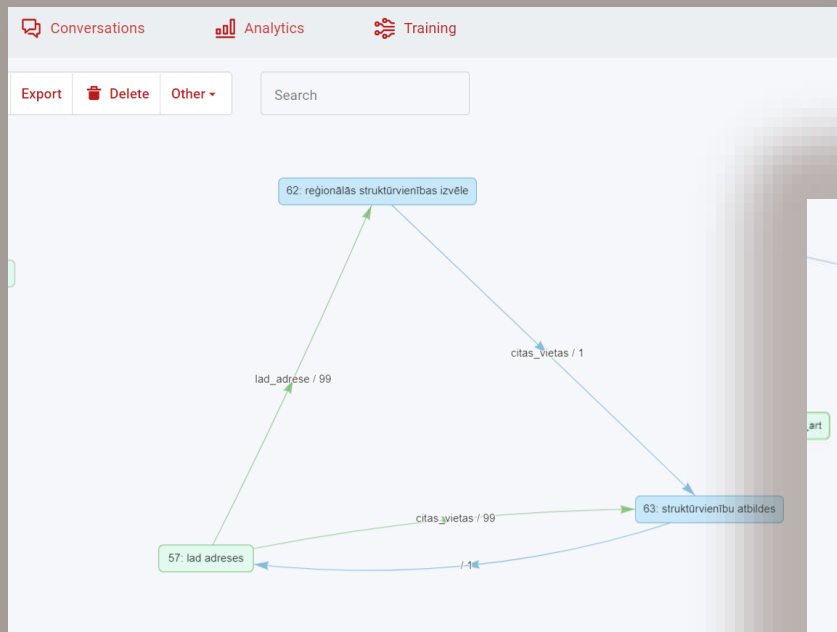 Conversations Analytics Training
Export Delete Other Search
62: reģionālās struktūrvienības izvēle
citas_vietas / 1
lad_adrese / 99
_art
63: struktūrvienību atbildes
citas_vietas / 99
57: lad adreses
/ 1